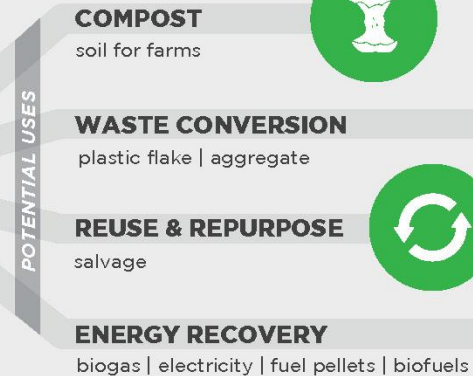 POTENTIAL USES
COMPOST
soil for farms
WASTE CONVERSION
plastic flake | aggregate
REUSE & REPURPOSE
salvage
ENERGY RECOVERY
biogas | electricity | fuel pellets | biofuels